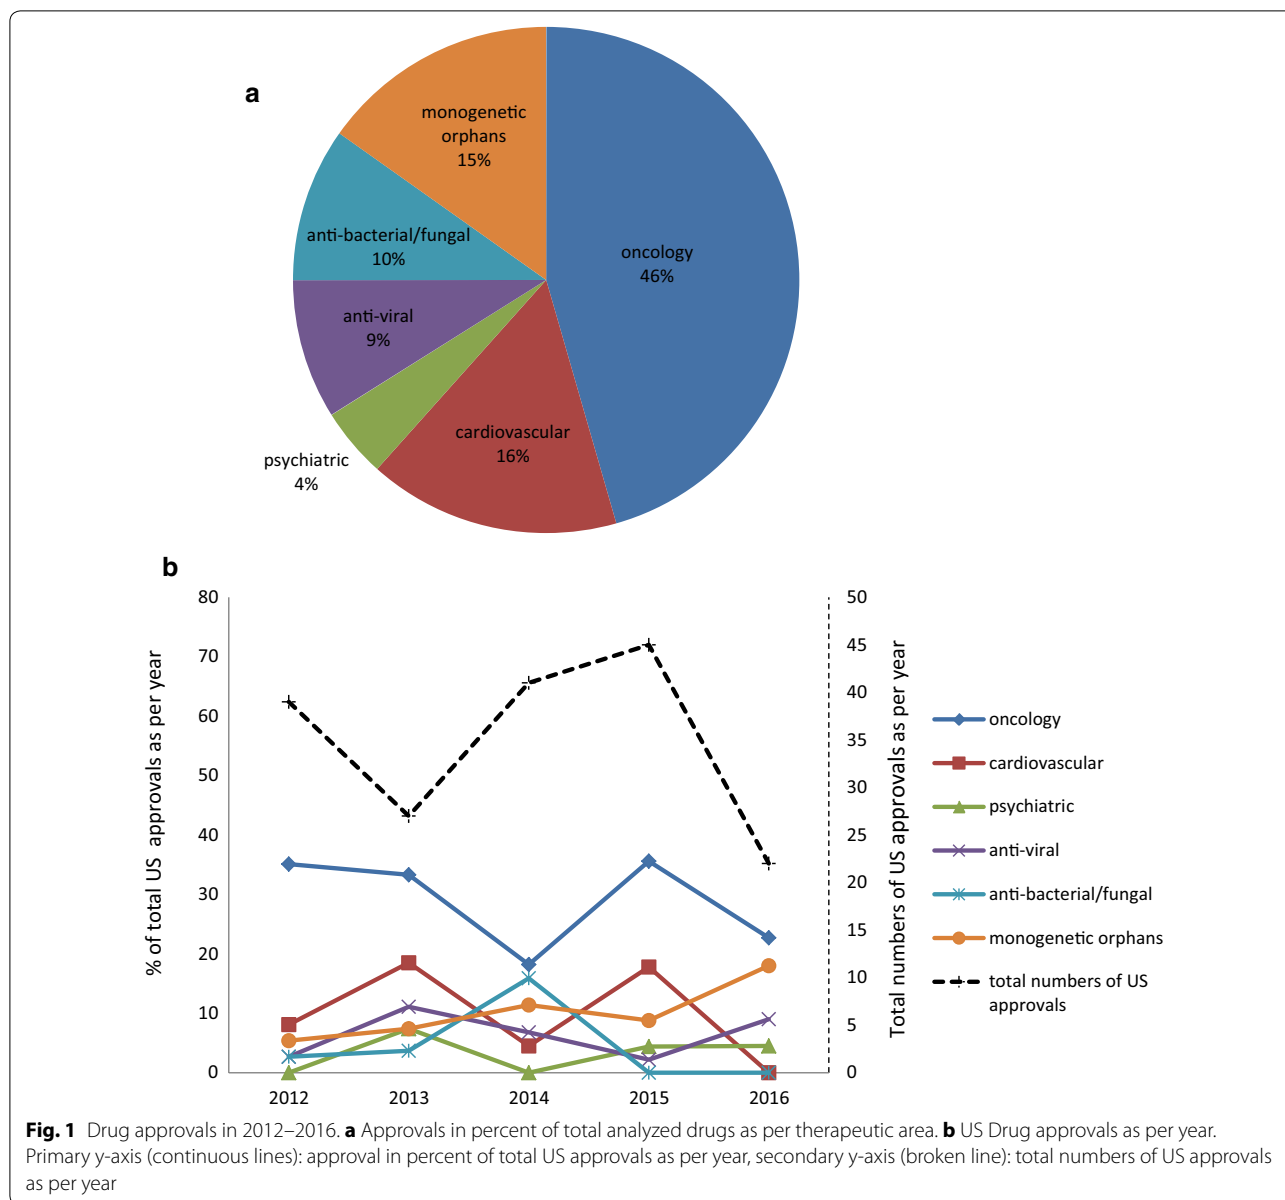 a
monogenetic
orphans
15%
anti-bacterial/fungal
10%
oncology
46%
anti-viral
9%
cardiovascular
16%
psychiatric
4%
b
% of total US approvals as per year
80
70
60
50
40
30
20
10
0
2012 2013 2014 2015 2016
50
45
40
35
30
25
20
15
10
5
0
Total numbers of US approvals as per year
oncology
cardiovascular
psychiatric
anti-viral
anti-bacterial/fungal
monogenetic orphans
total numbers of US
approvals
Fig. 1 Drug approvals in 2012–2016. a Approvals in percent of total analyzed drugs as per therapeutic area. b US Drug approvals as per year.
Primary y-axis (continuous lines): approval in percent of total US approvals as per year, secondary y-axis (broken line): total numbers of US approvals
as per year